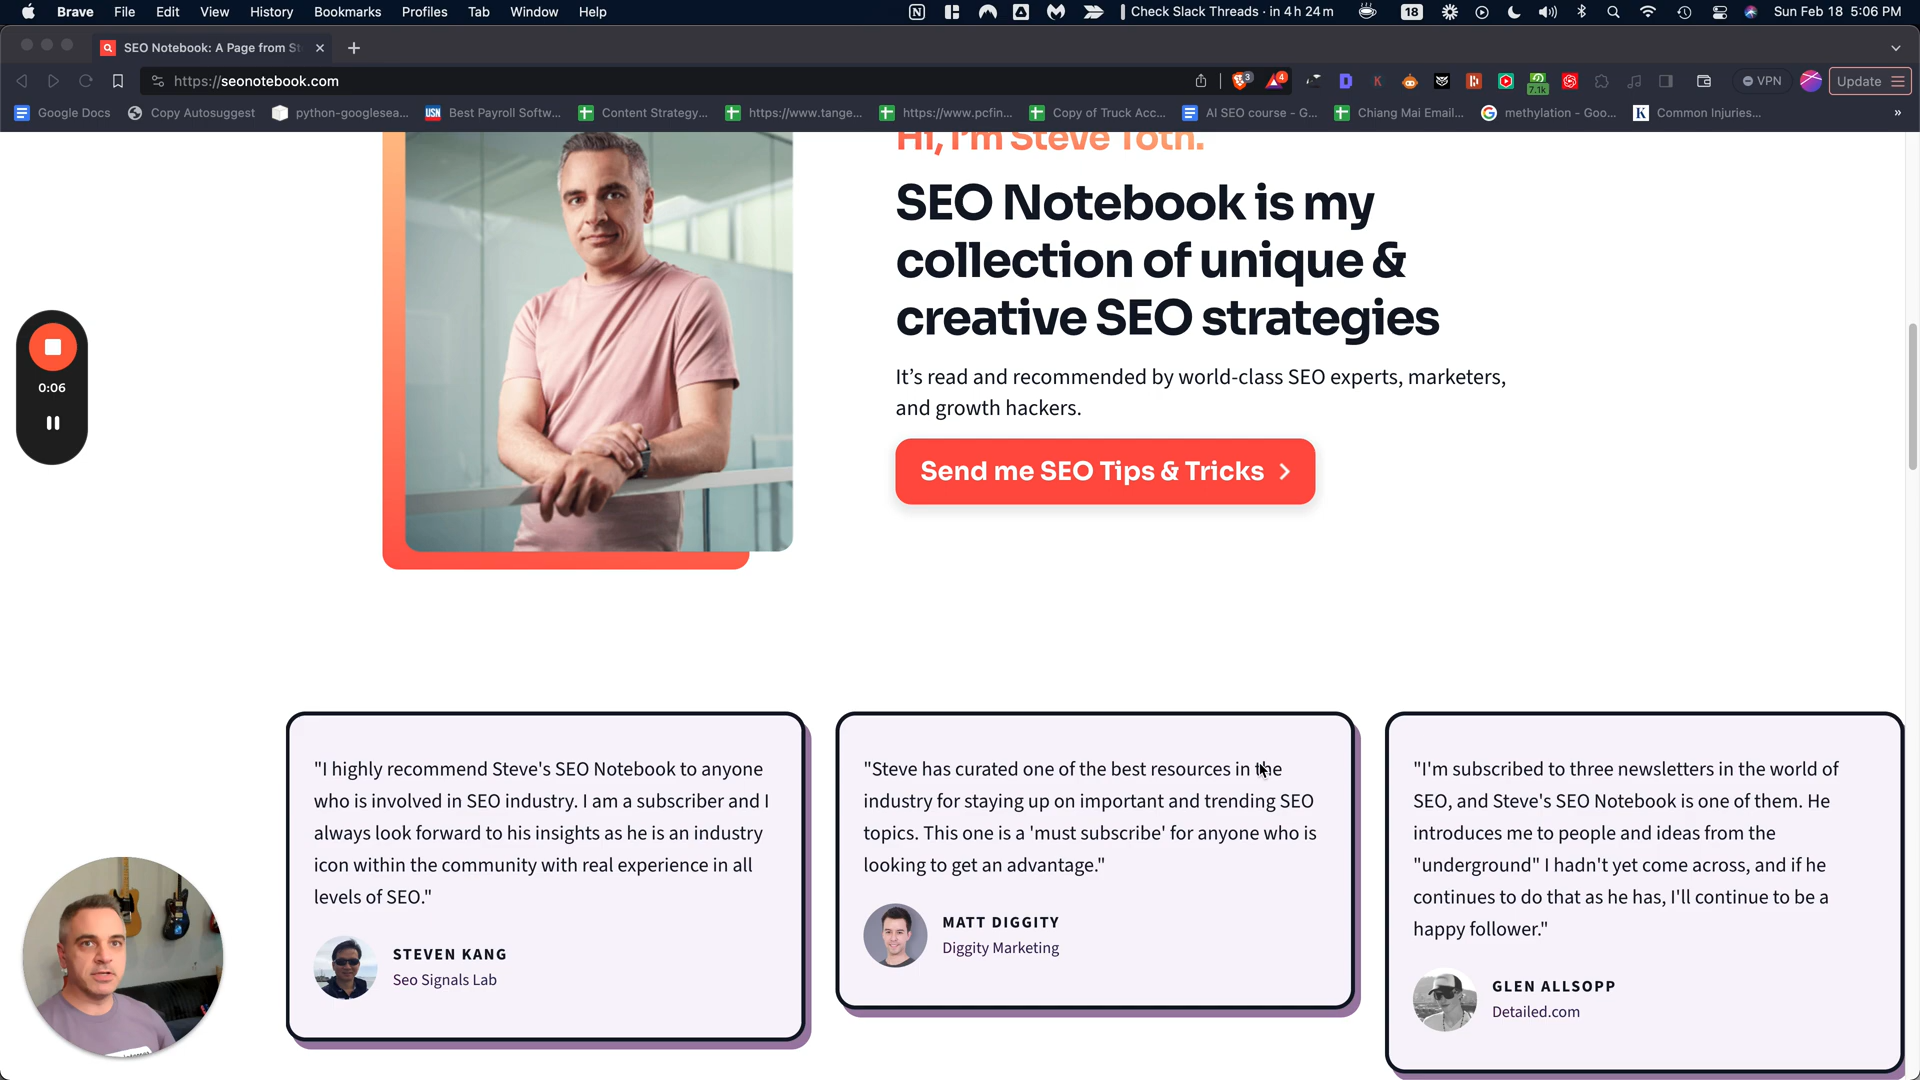 Brave File Edit View History Bookmarks Profiles Tab Window Help
Check Slack Threads · in 4 h 24 m
18
Sun Feb 18 5:06 PM
SEO Notebook: A Page from St
https://seonotebook.com
3
4
7.1k
VPN
Update
Google Docs
Copy Autosuggest
python-googlesea...
USN
Best Payroll Softw...
Content Strategy...
https://www.tange...
https://www.pcfin...
Copy of Truck Acc...
AI SEO course - G...
Chiang Mai Email...
methylation - Goo...
Common Injuries...
Hi, I'm Steve Toth.
SEO Notebook is my
collection of unique &
creative SEO strategies
It's read and recommended by world-class SEO experts, marketers,
and growth hackers.
Send me SEO Tips & Tricks
0:06
"I highly recommend Steve's SEO Notebook to anyone
who is involved in SEO industry. I am a subscriber and I
always look forward to his insights as he is an industry
icon within the community with real experience in all
levels of SEO."
STEVEN KANG
Seo Signals Lab
"Steve has curated one of the best resources in the
industry for staying up on important and trending SEO
topics. This one is a 'must subscribe' for anyone who is
looking to get an advantage."
MATT DIGGITY
Diggity Marketing
"I'm subscribed to three newsletters in the world of
SEO, and Steve's SEO Notebook is one of them. He
introduces me to people and ideas from the
"underground" I hadn't yet come across, and if he
continues to do that as he has, I'll continue to be a
happy follower."
GLEN ALLSOPP
Detailed.com